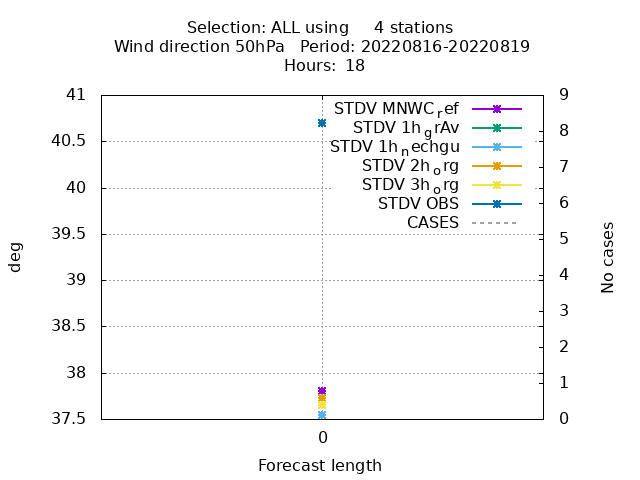 Selection: ALL using     4 stations
Wind direction 50hPa   Period: 20220816-20220819
Hours: 18
41
40.5
40
39.5
39
38.5
38
37.5
deg
STDV MNWC_ref
STDV 1h_grAv
STDV 1h_nechgu
STDV 2h_org
STDV 3h_org
STDV OBS
CASES
9
8
7
6
5
4
3
2
1
0
No cases
0
Forecast length